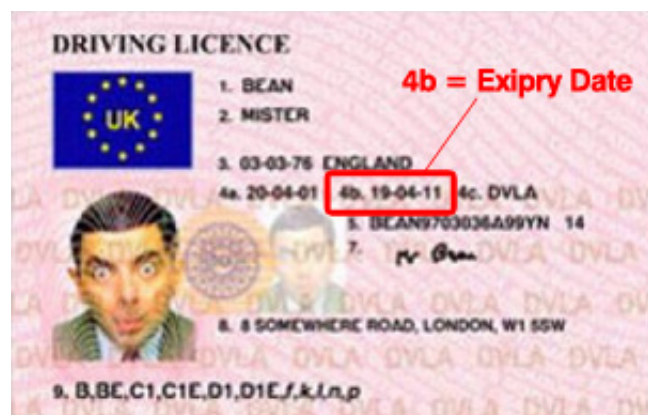 DRIVING LICENCE
4b = Exipry Date
UK
1. BEAN
2. MISTER
3. 03-03-76 ENGLAND
4a. 20-04-01 4b. 19-04-11 4c. DVLA
5. BEAN9703036A99YN 14
7. Mr Bean
8. 8 SOMEWHERE ROAD, LONDON, W1 5SW
9. B,BE,C1,C1E,D1,D1E,f,k,l,n,p